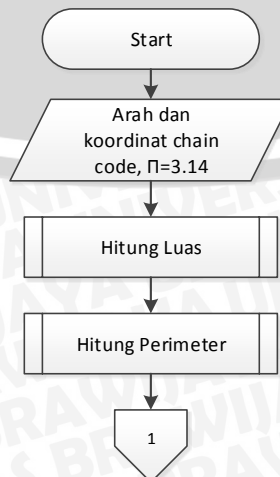 Start
Arah dan
koordinat chain
code, Π=3.14
Hitung Luas
Hitung Perimeter
1